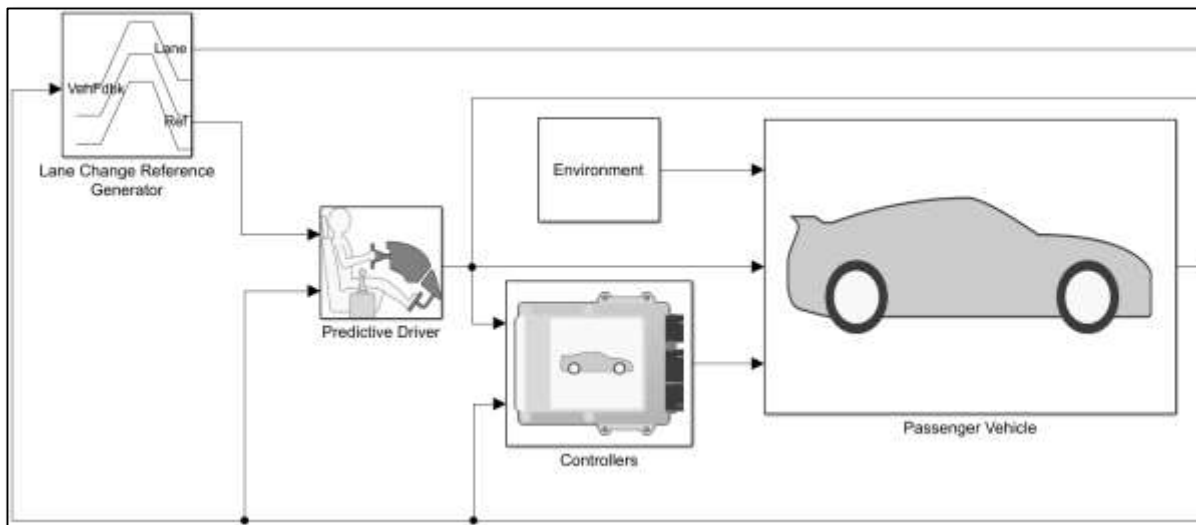 Lane
VehFdbk
Ref
Lane Change Reference
Generator
Environment
Predictive Driver
Controllers
Passenger Vehicle